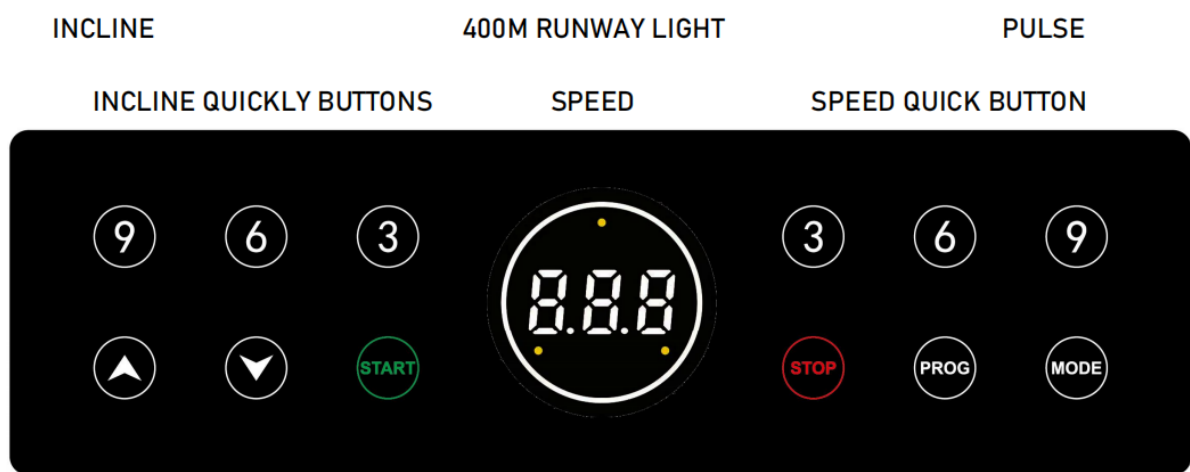 INCLINE 400M RUNWAY LIGHT PULSE
INCLINE QUICKLY BUTTONS SPEED SPEED QUICK BUTTON
9 6 3 3 6 9
8.8.8
START STOP PROG MODE